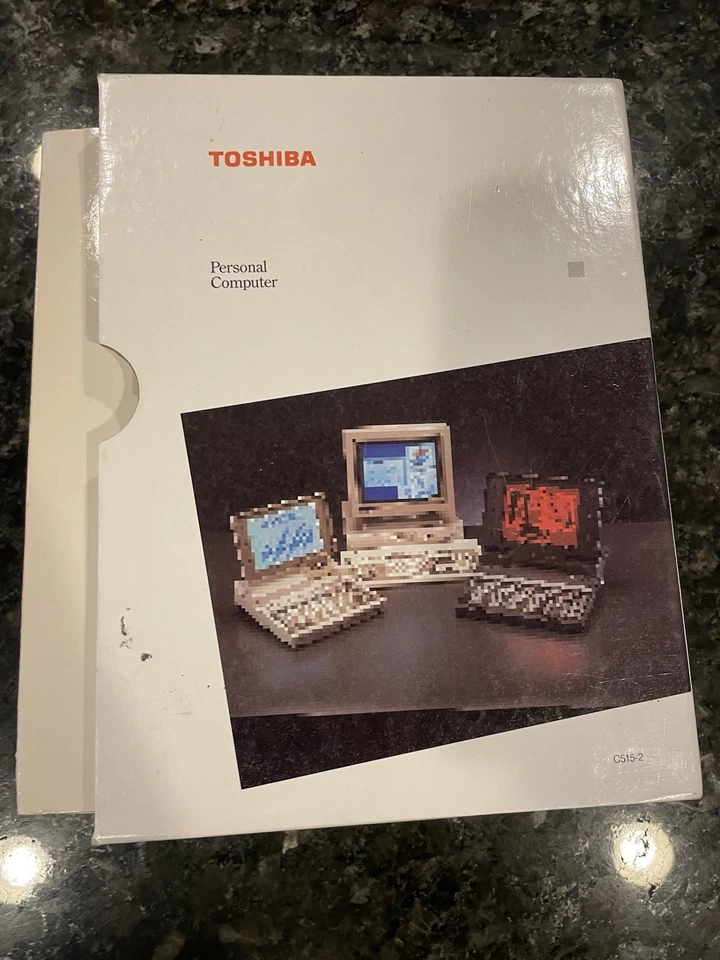 TOSHIBA
Personal
Computer
C515-2